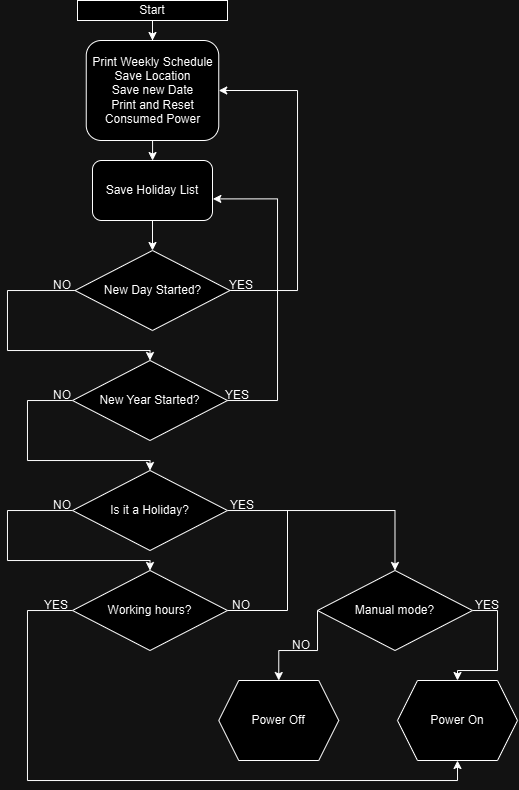 Start
Print Weekly Schedule
Save Location
Save new Date
Print and Reset
Consumed Power
Save Holiday List
NO
New Day Started?
YES
NO
New Year Started?
YES
NO
Is it a Holiday?
YES
YES
Working hours?
NO
Manual mode?
YES
NO
Power Off
Power On